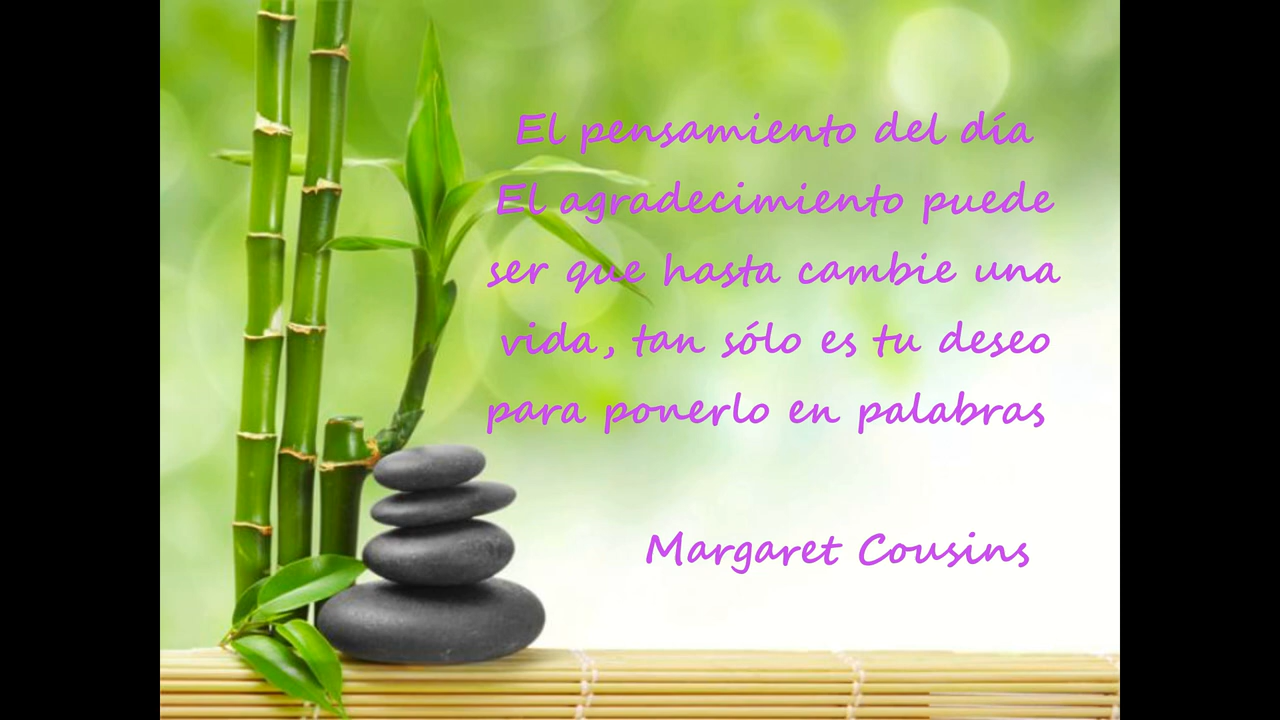 El pensamiento del día
El agradecimiento puede
ser que hasta cambie una
vida, tan sólo es tu deseo
para ponerlo en palabras
Margaret Cousins